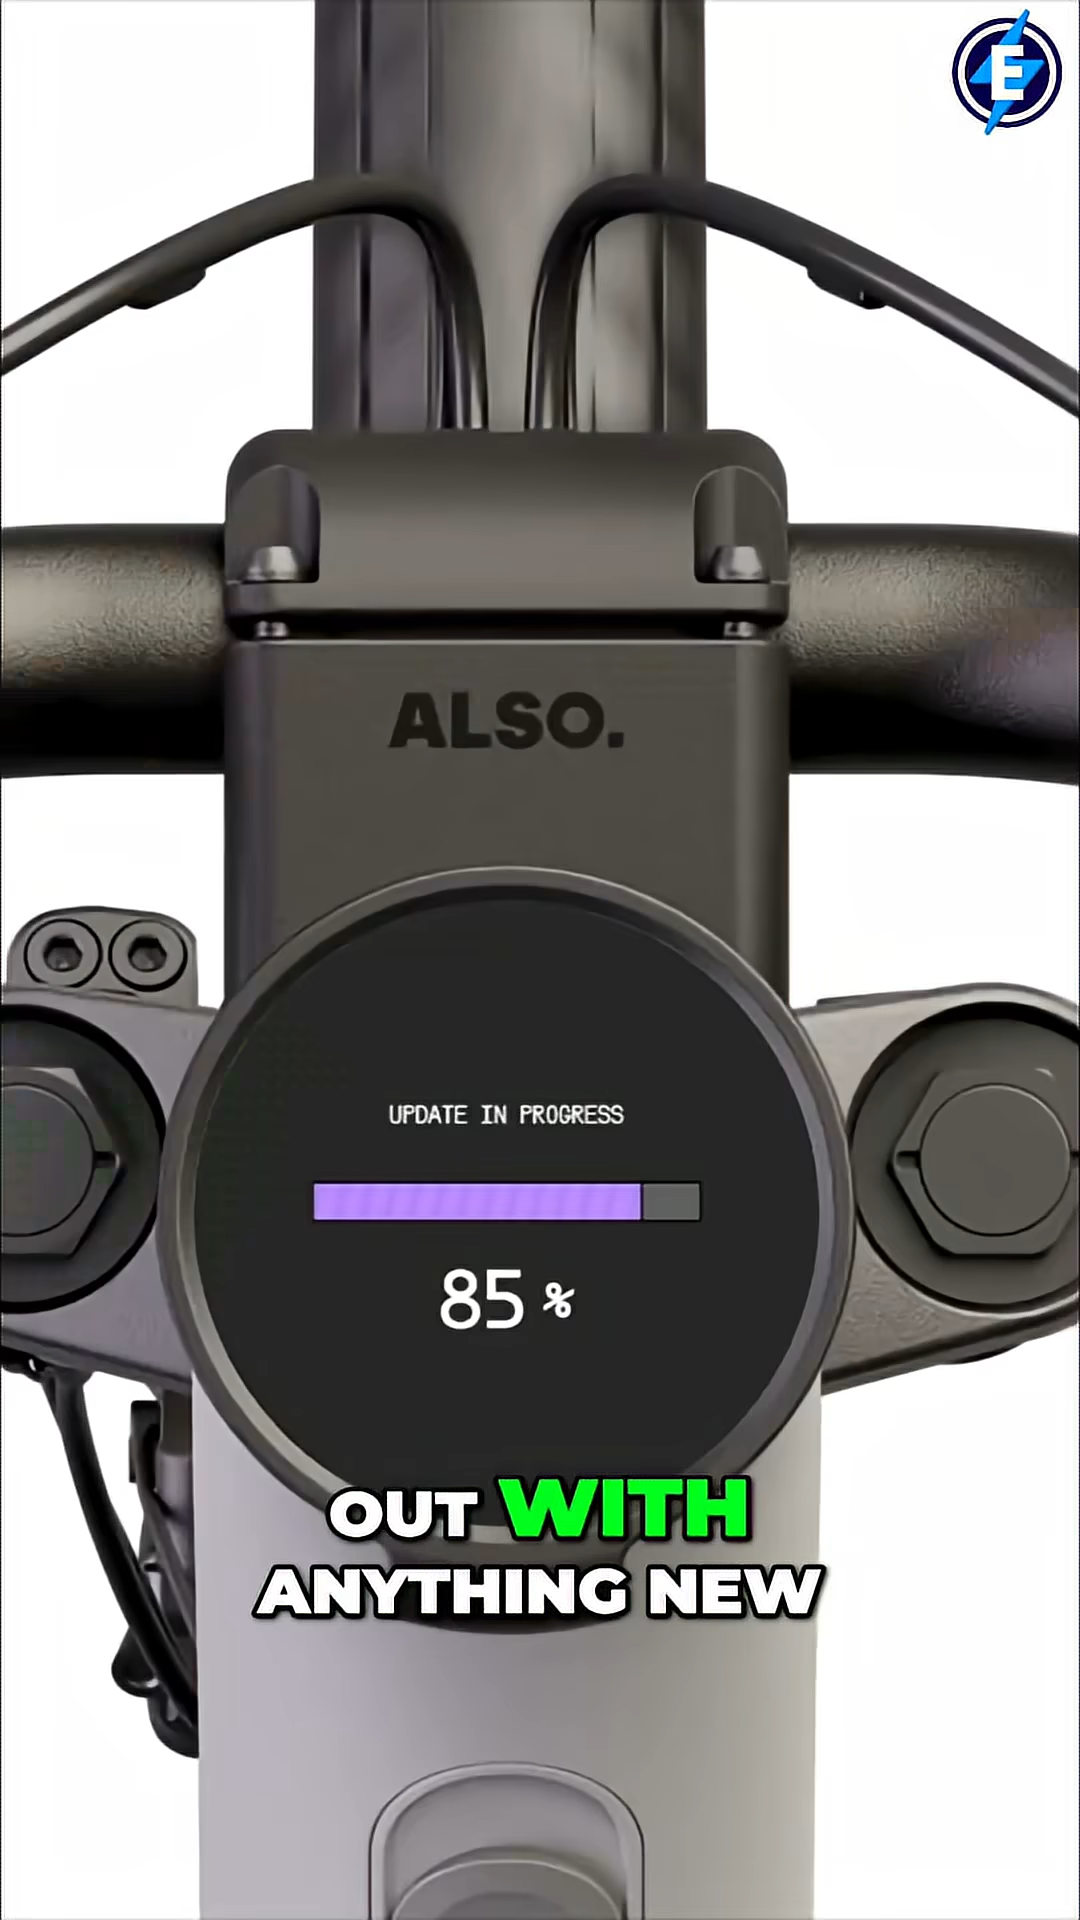 E
ALSO.
UPDATE IN PROGRESS
85 %
OUT WITH
ANYTHING NEW